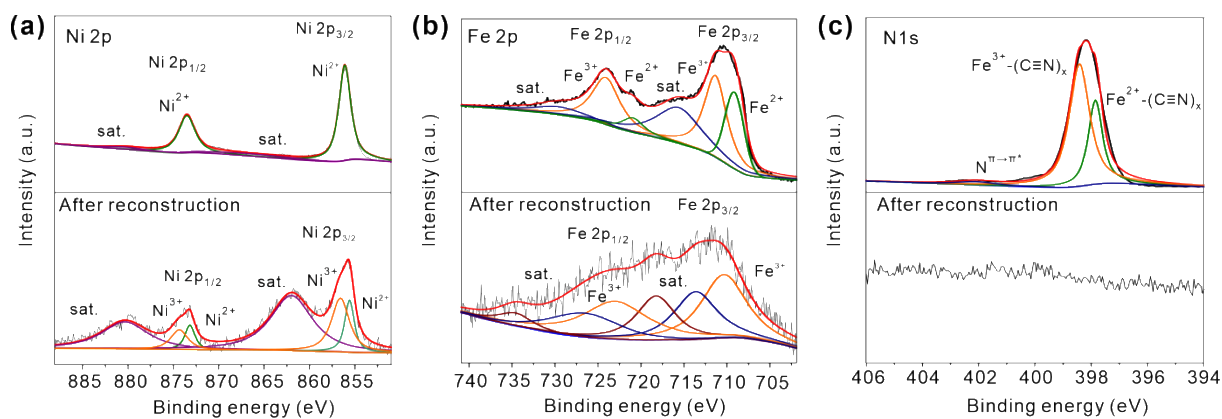 (a)
Ni 2p
Ni 2p3/2
Ni 2p1/2
Ni2+
Ni2+
sat.
sat.
After reconstruction
Ni 2p3/2
Ni 2p1/2
sat.
Ni3+
Ni2+
sat.
Ni3+
Ni2+
Intensity (a.u.)
885 880 875 870 865 860 855
Binding energy (eV)
(b)
Fe 2p
Fe 2p1/2
Fe 2p3/2
Fe3+
Fe2+
Fe3+
sat.
sat.
Fe2+
After reconstruction
Fe 2p3/2
Fe 2p1/2
sat.
Fe3+
sat.
Fe3+
Intensity (a.u.)
740 735 730 725 720 715 710 705
Binding energy (eV)
(c)
N1s
Fe3+-(C≡N)x
Fe2+-(C≡N)x
Nπ→π*
After reconstruction
Intensity (a.u.)
406 404 402 400 398 396 394
Binding energy (eV)